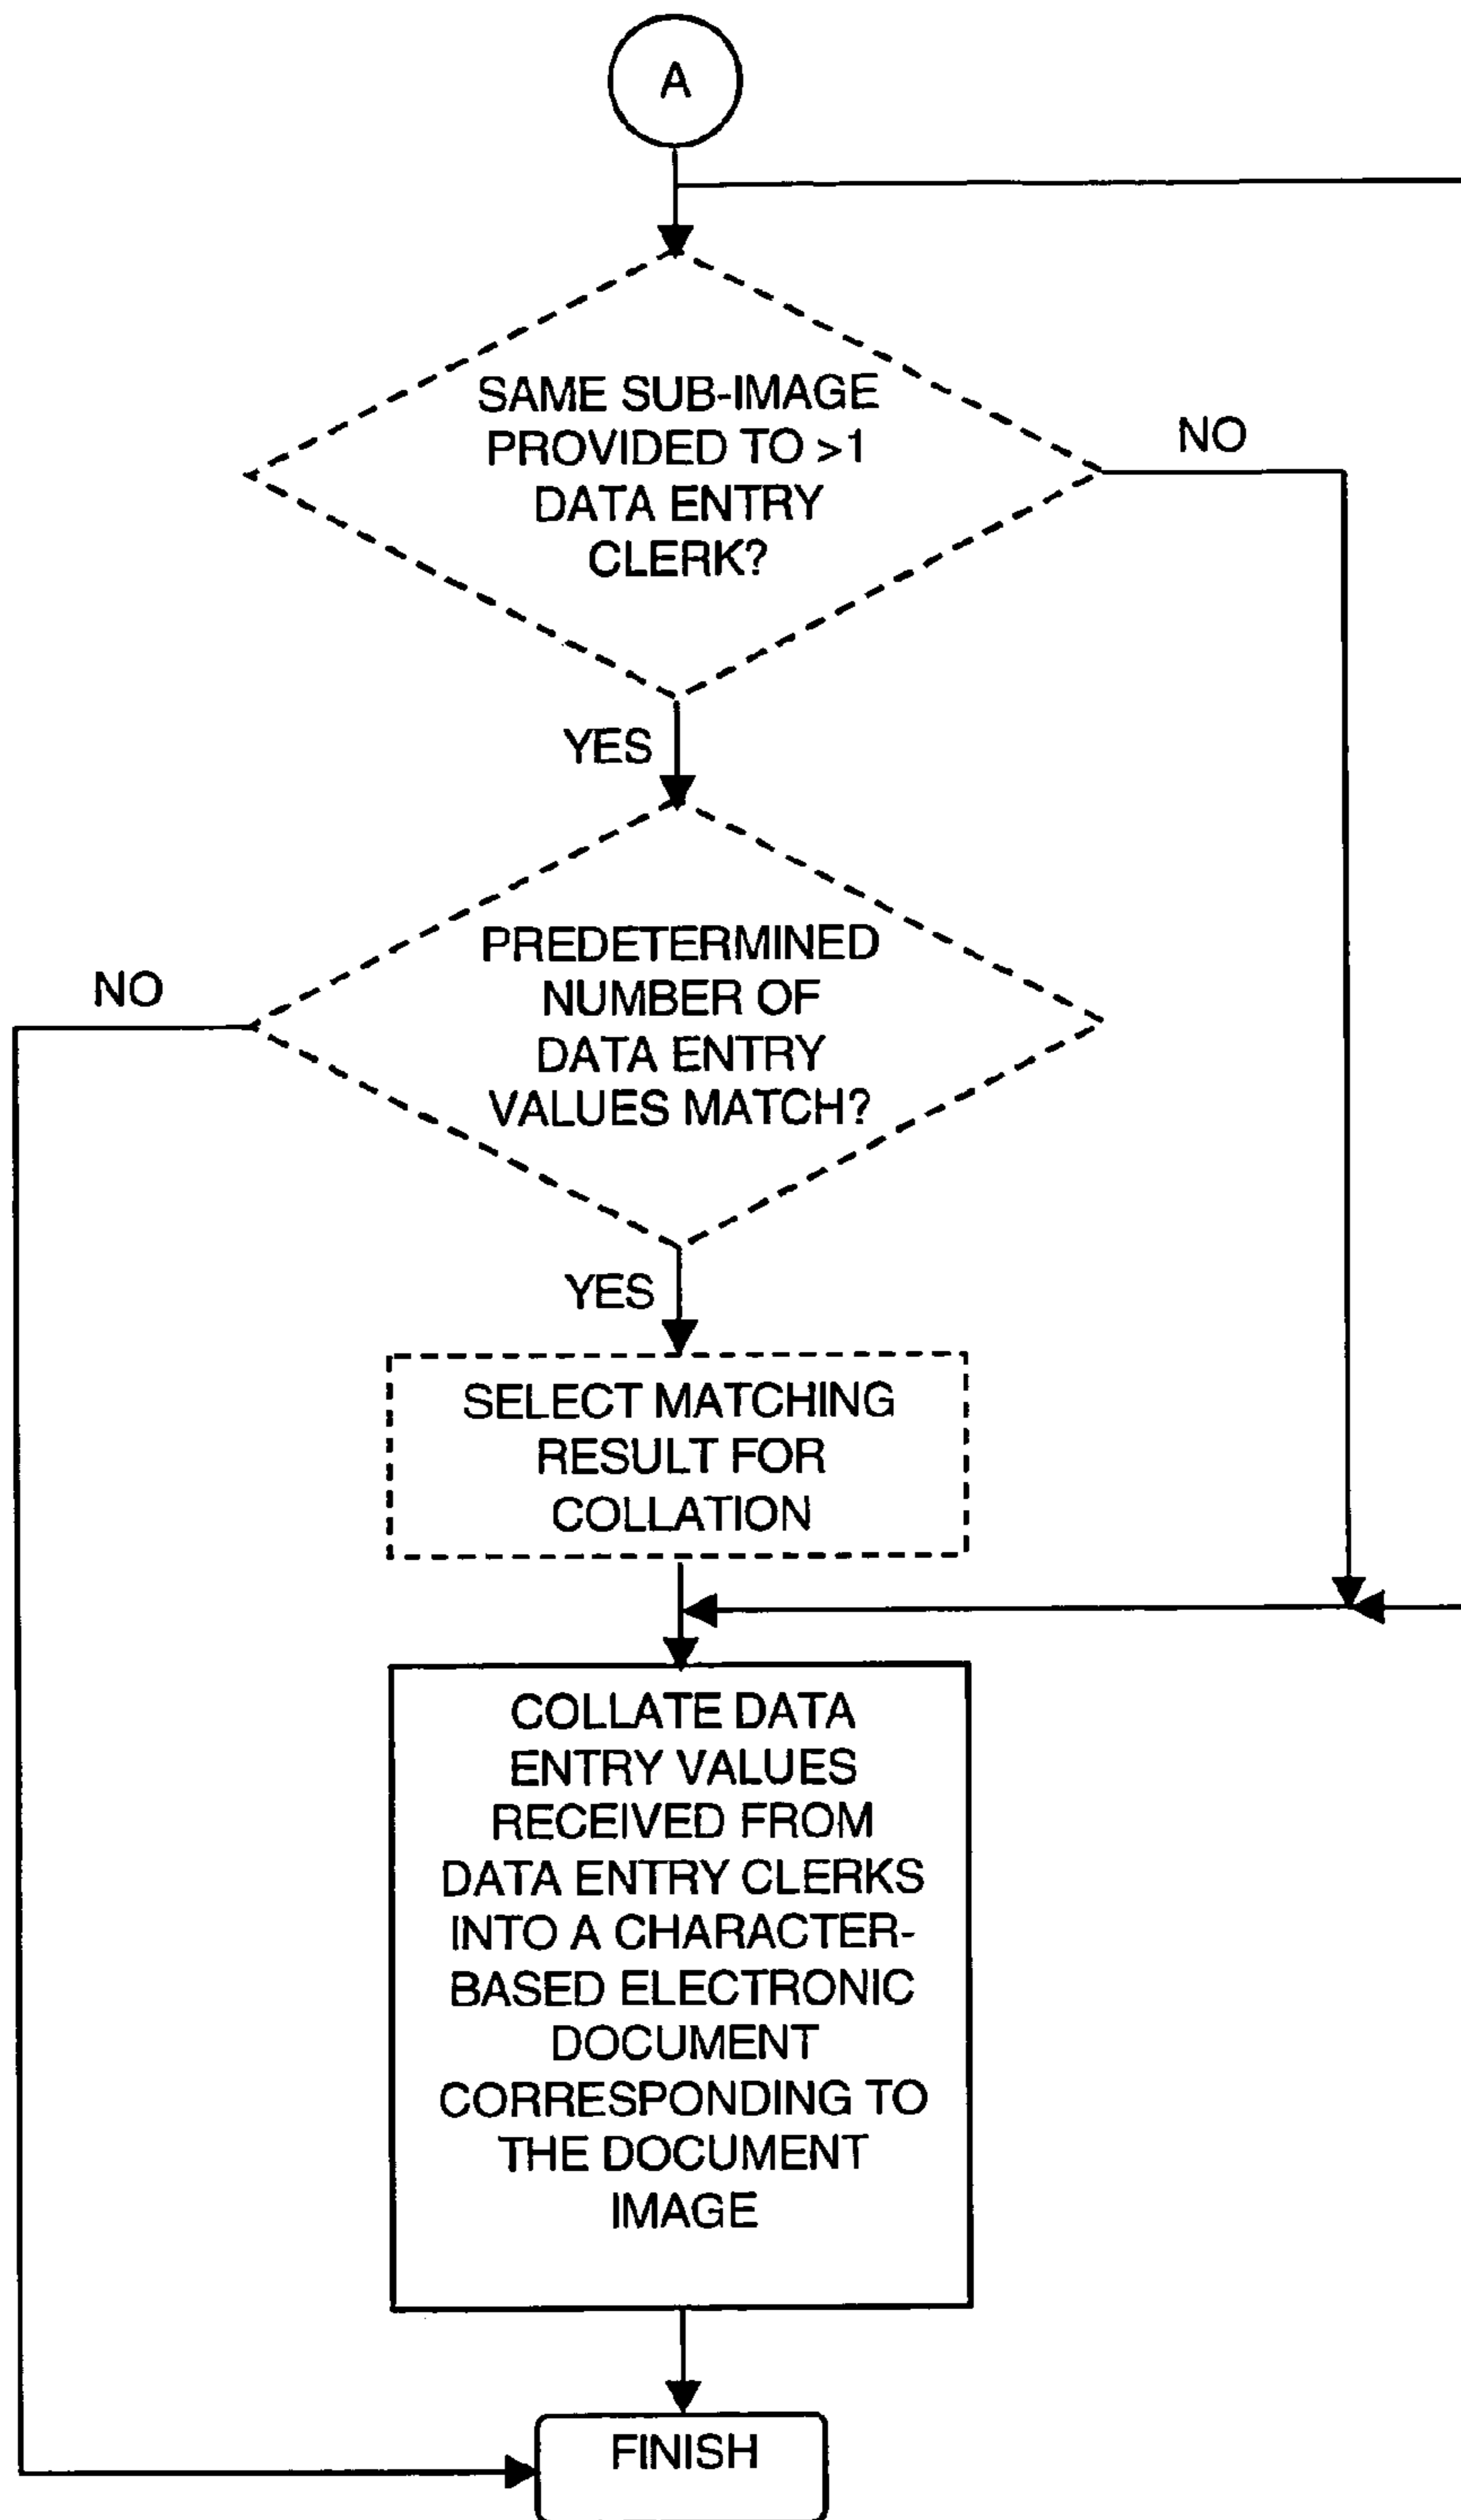 A
SAME SUB-IMAGE
PROVIDED TO >1
DATA ENTRY
CLERK?
NO
YES
PREDETERMINED
NUMBER OF
DATA ENTRY
VALUES MATCH?
NO
YES
SELECT MATCHING
RESULT FOR
COLLATION
COLLATE DATA
ENTRY VALUES
RECEIVED FROM
DATA ENTRY CLERKS
INTO A CHARACTER-
BASED ELECTRONIC
DOCUMENT
CORRESPONDING TO
THE DOCUMENT
IMAGE
FINISH